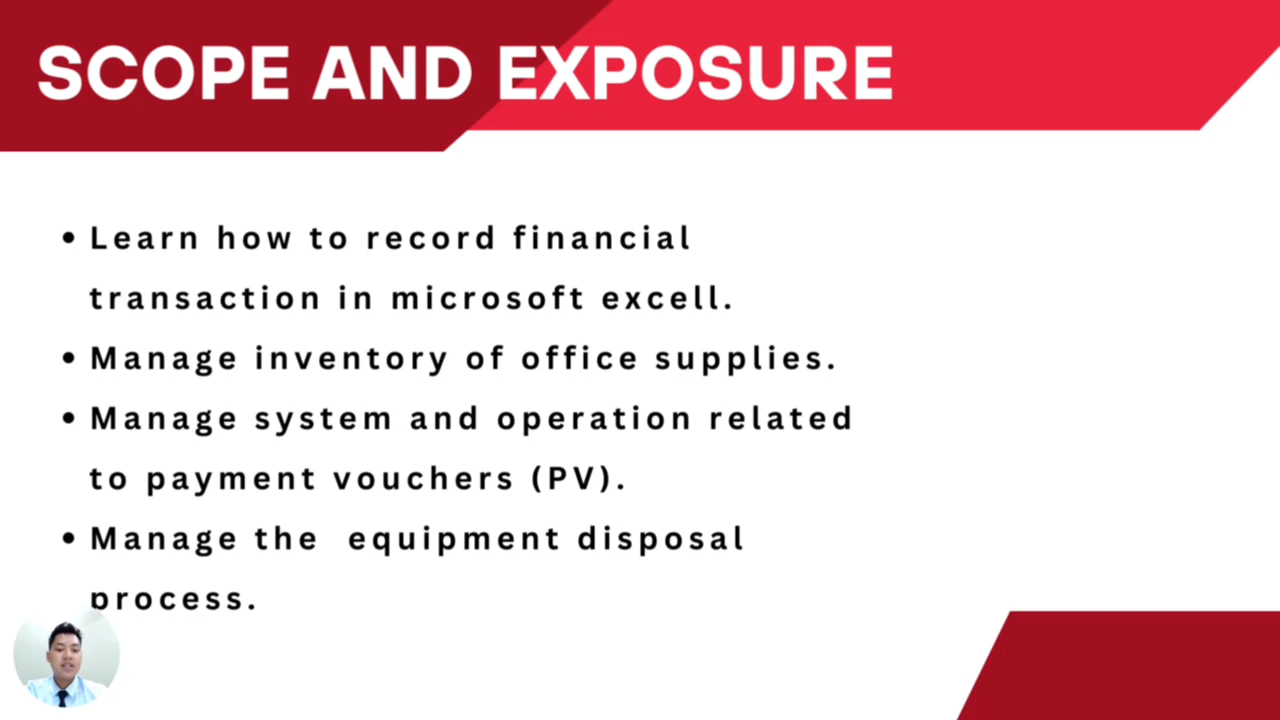 SCOPE AND EXPOSURE
• Learn how to record financial
transaction in microsoft excell.
• Manage inventory of office supplies.
• Manage system and operation related
to payment vouchers (PV).
• Manage the  equipment disposal
process.